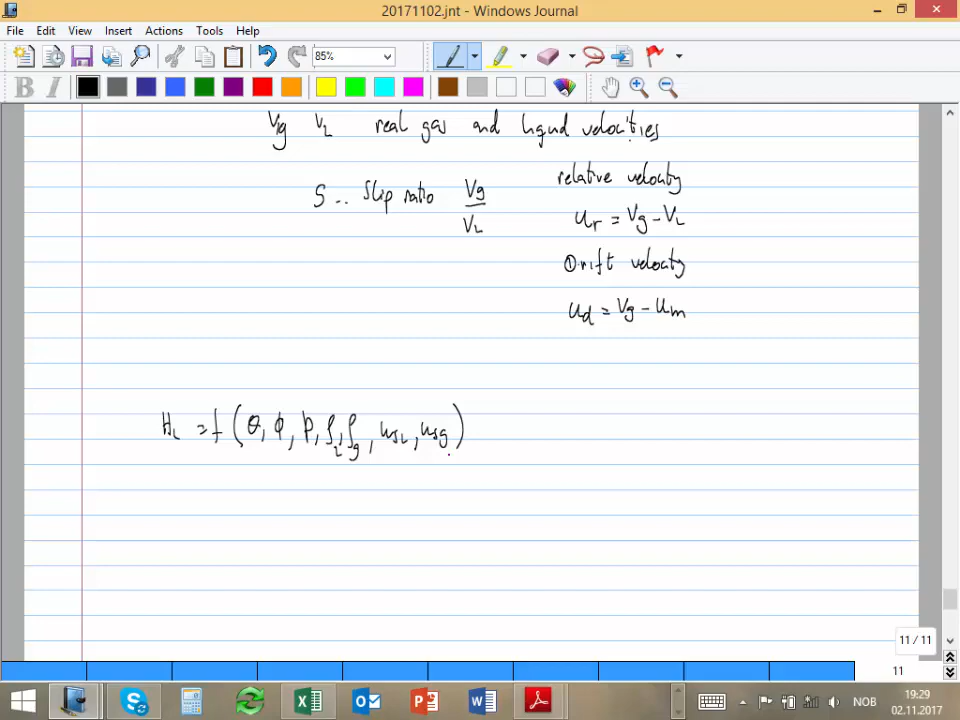 20171102.jnt - Windows Journal
File Edit View Insert Actions Tools Help
85%
Vg VL real gas and liquid velocities
relative velocity
S .. Slip ratio Vg
VL
ur = Vg - VL
Drift velocity
ud = Vg - um
HL = f (θ, ϕ, p, ρL, ρg, usL, usg)
11 / 11
11
NOB
19:29
02.11.2017